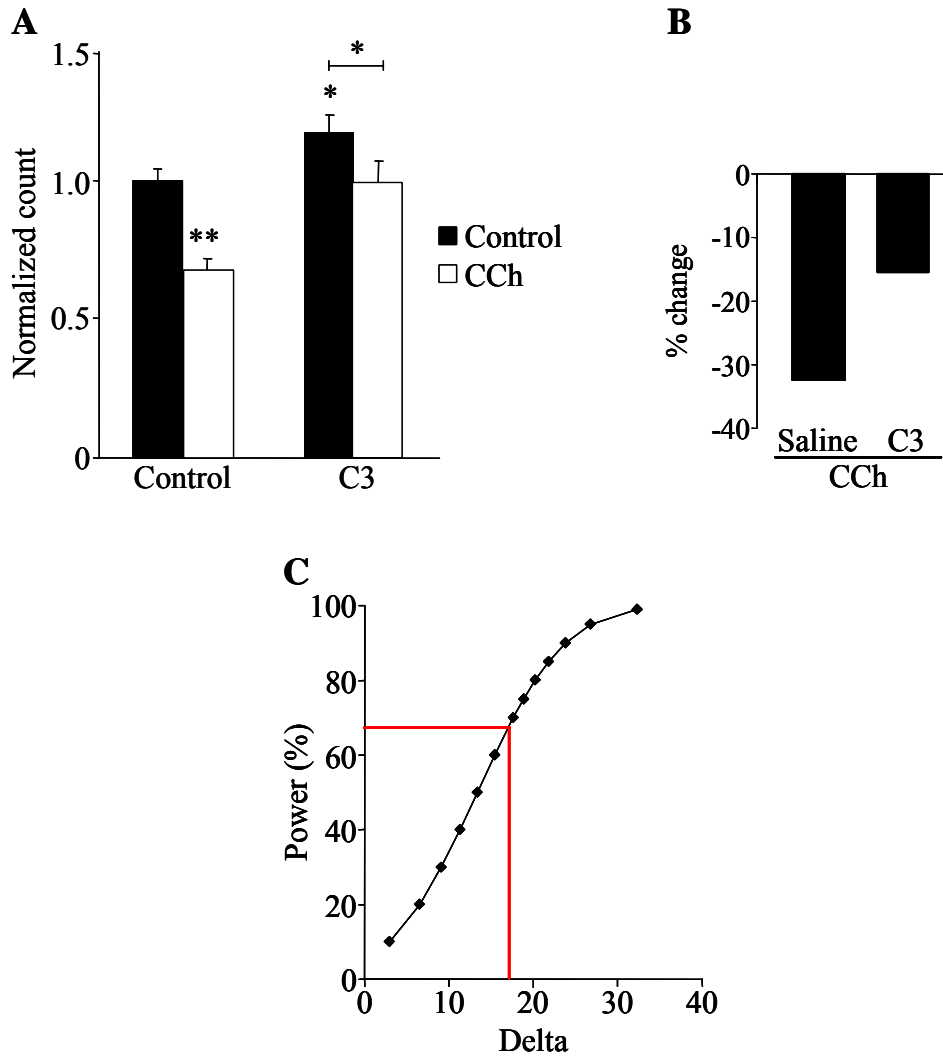 A
1.5
1.0
0.5
0
Normalized count
*
*
**
Control
CCh
Control C3
B
0
-10
-20
-30
-40
% change
Saline C3
CCh
C
100
80
60
40
20
0
Power (%)
0 10 20 30 40
Delta